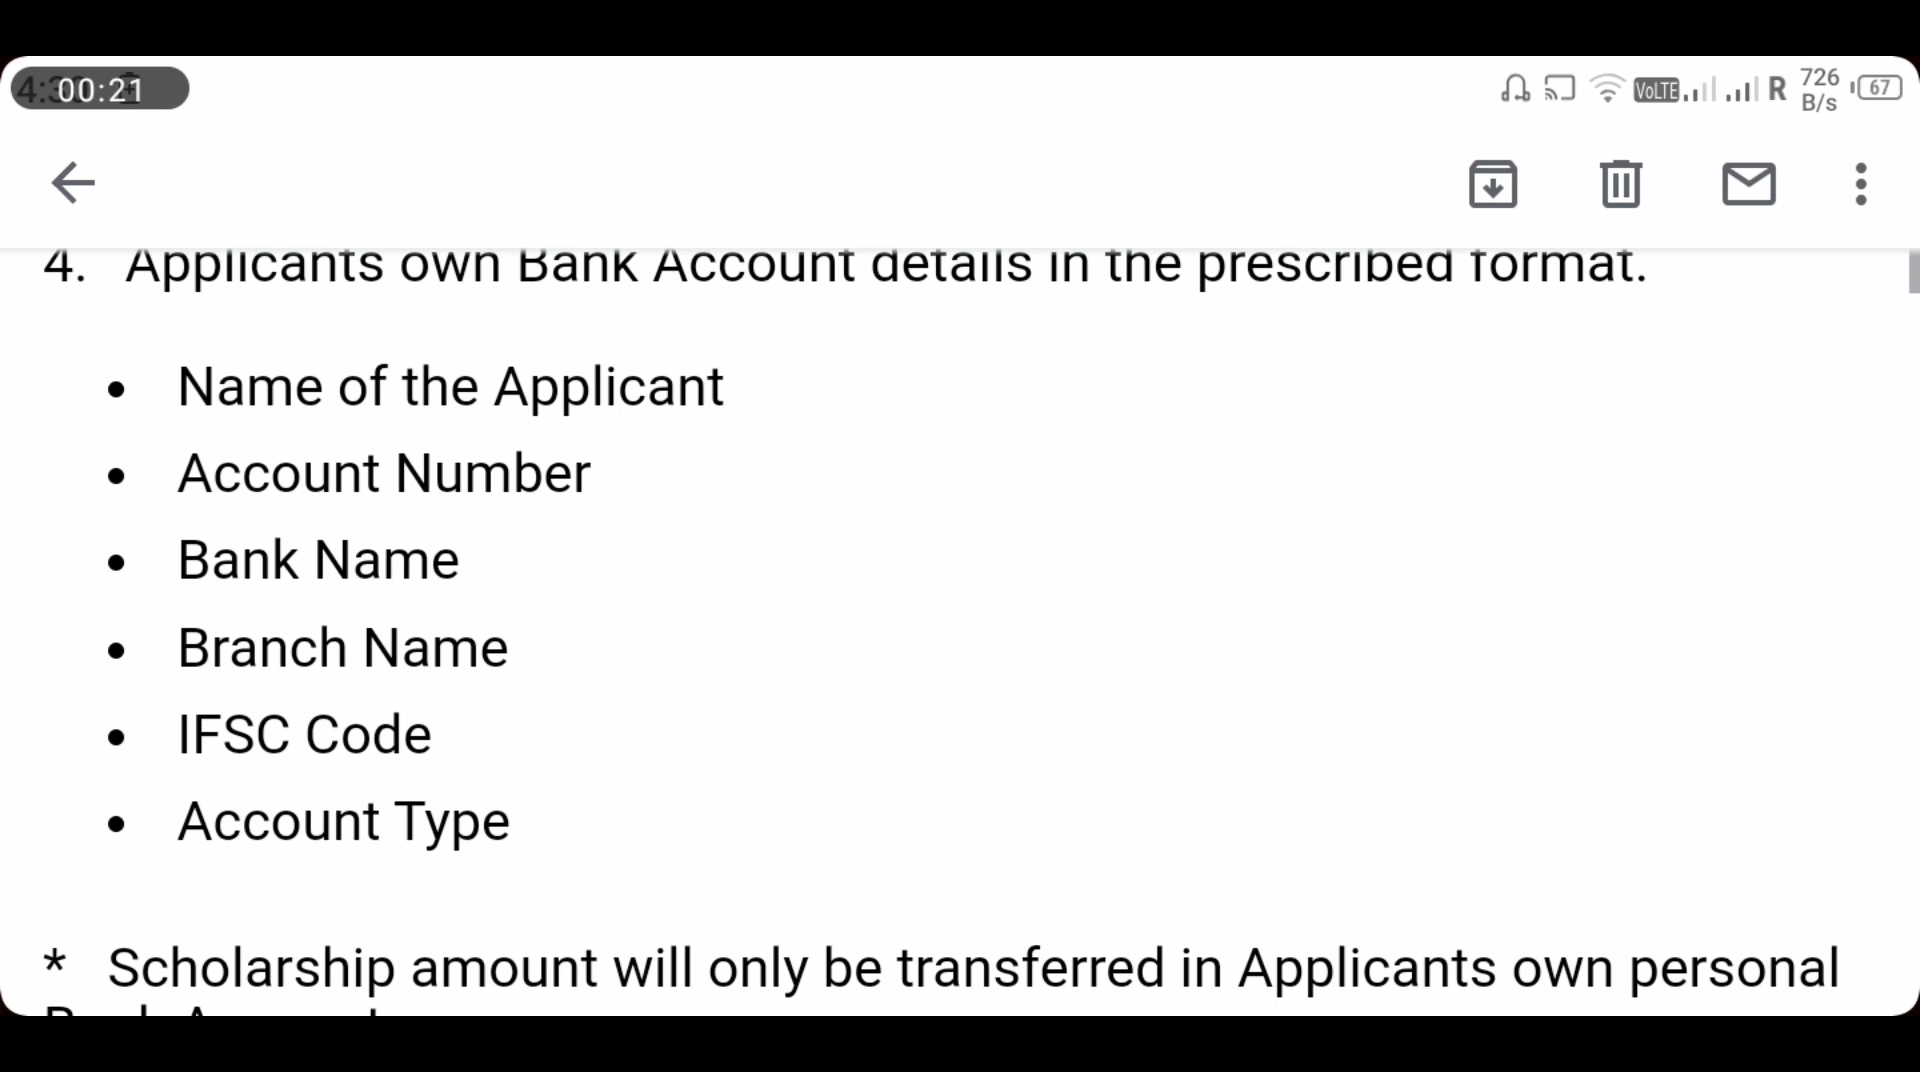 00:21
VoLTE R 726 B/s 67
4. Applicants own Bank Account details in the prescribed format.
• Name of the Applicant
• Account Number
• Bank Name
• Branch Name
• IFSC Code
• Account Type
* Scholarship amount will only be transferred in Applicants own personal